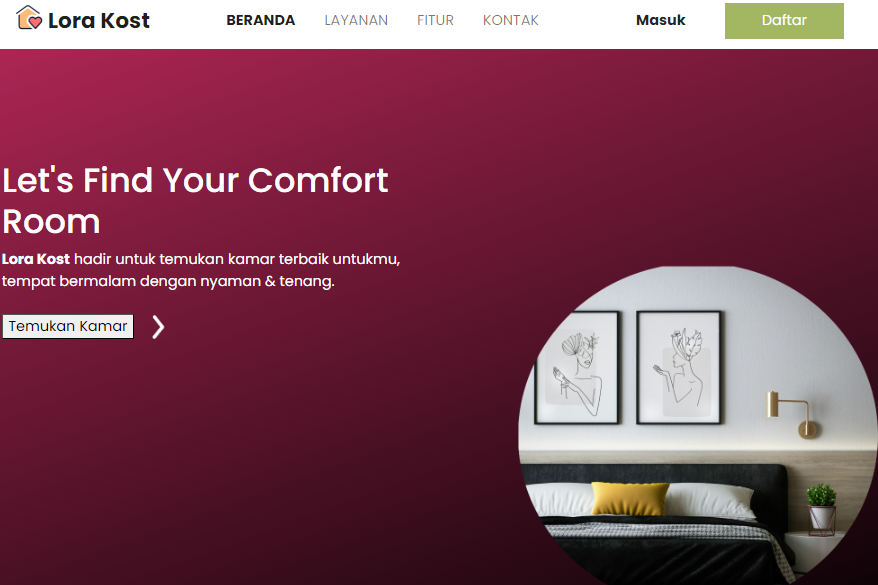 Lora Kost
BERANDA
LAYANAN
FITUR
KONTAK
Masuk
Daftar
Let's Find Your Comfort
Room
Lora Kost hadir untuk temukan kamar terbaik untukmu,
tempat bermalam dengan nyaman & tenang.
Temukan Kamar